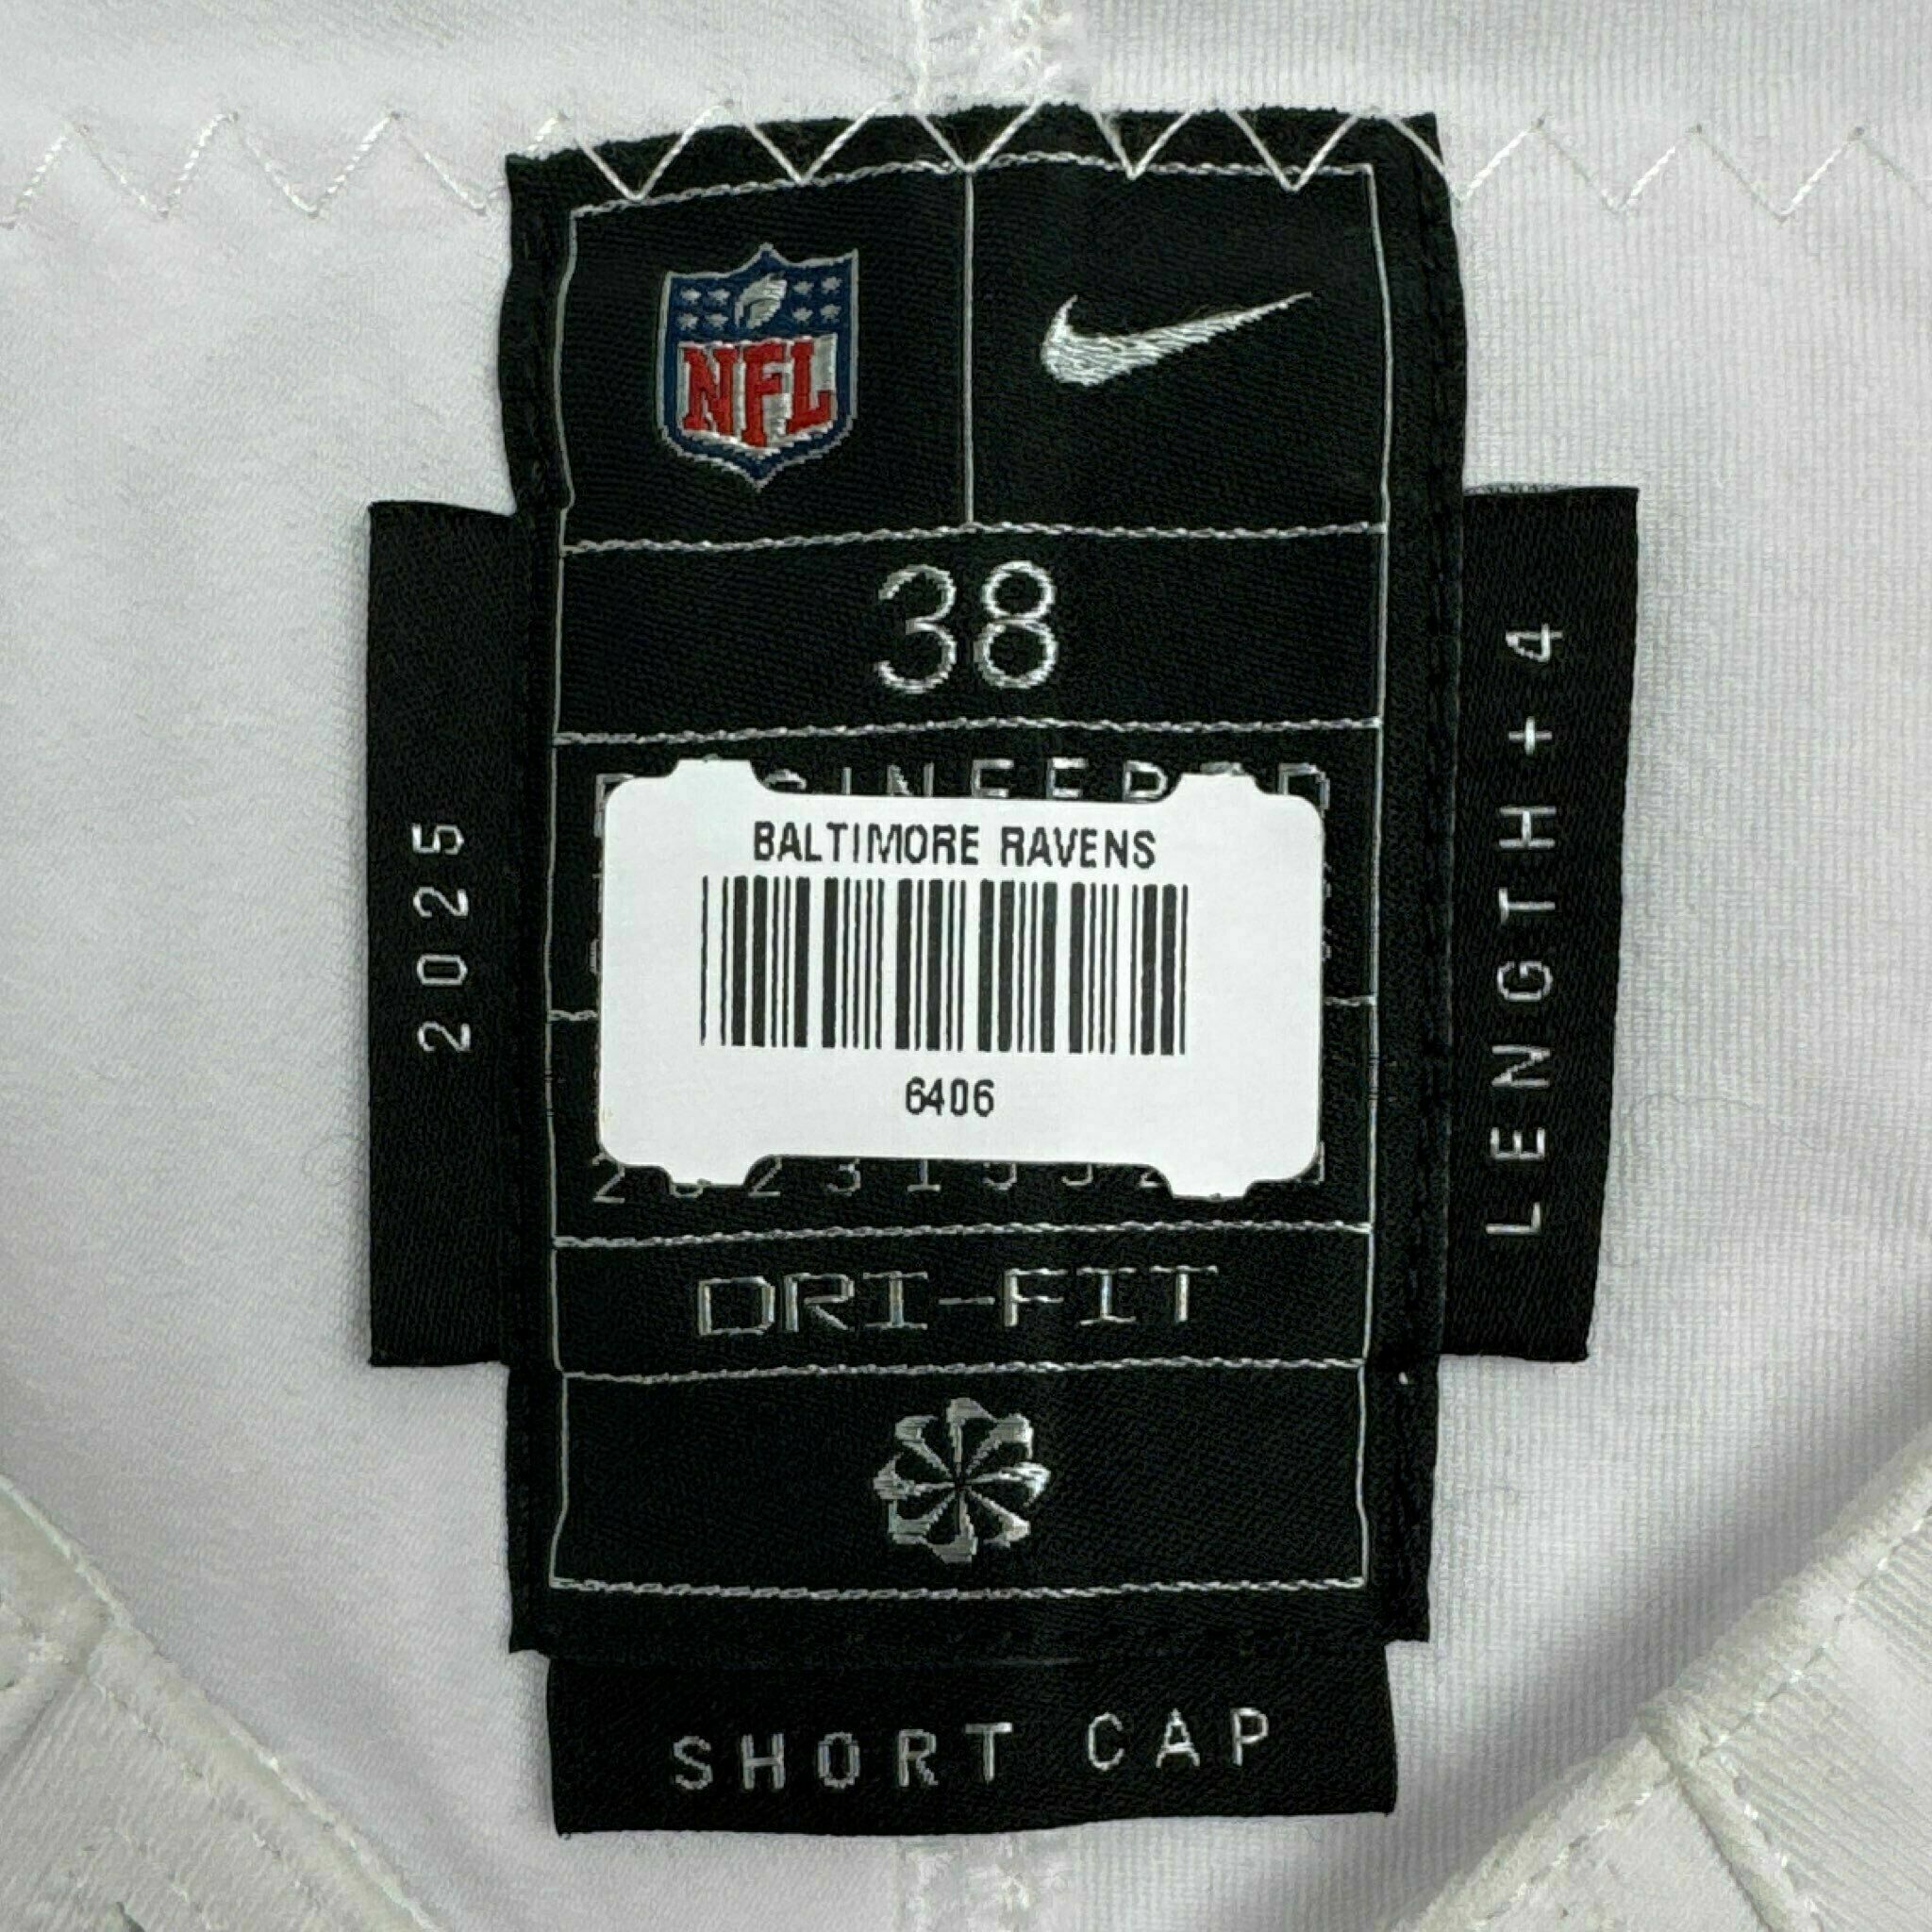 NFL
38
BALTIMORE RAVENS
6406
DRI-FIT
SHORT CAP
2025
LENGTH+4